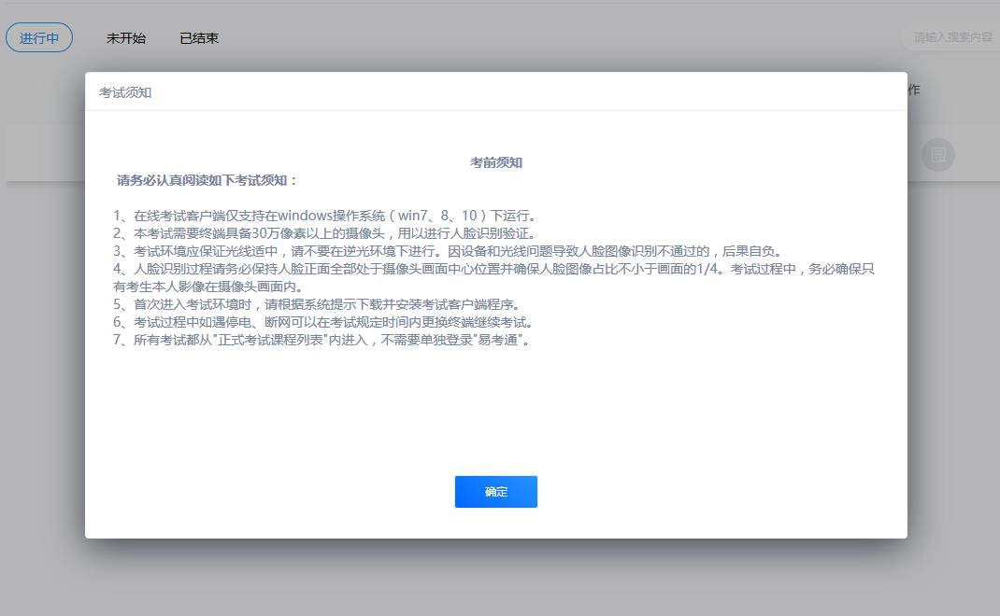 进行中
未开始
已结束
请输入搜索内容
考试须知
作
考前须知
请务必认真阅读如下考试须知：
1、在线考试客户端仅支持在windows操作系统（win7、8、10）下运行。
2、本考试需要终端具备30万像素以上的摄像头，用以进行人脸识别验证。
3、考试环境应保证光线适中，请不要在逆光环境下进行。因设备和光线问题导致人脸图像识别不通过的，后果自负。
4、人脸识别过程请务必保持人脸正面全部处于摄像头画面中心位置并确保人脸图像占比不小于画面的1/4。考试过程中，务必确保只
有考生本人影像在摄像头画面内。
5、首次进入考试环境时，请根据系统提示下载并安装考试客户端程序。
6、考试过程中如遇停电、断网可以在考试规定时间内更换终端继续考试。
7、所有考试都从"正式考试课程列表"内进入，不需要单独登录"易考通"。
确定